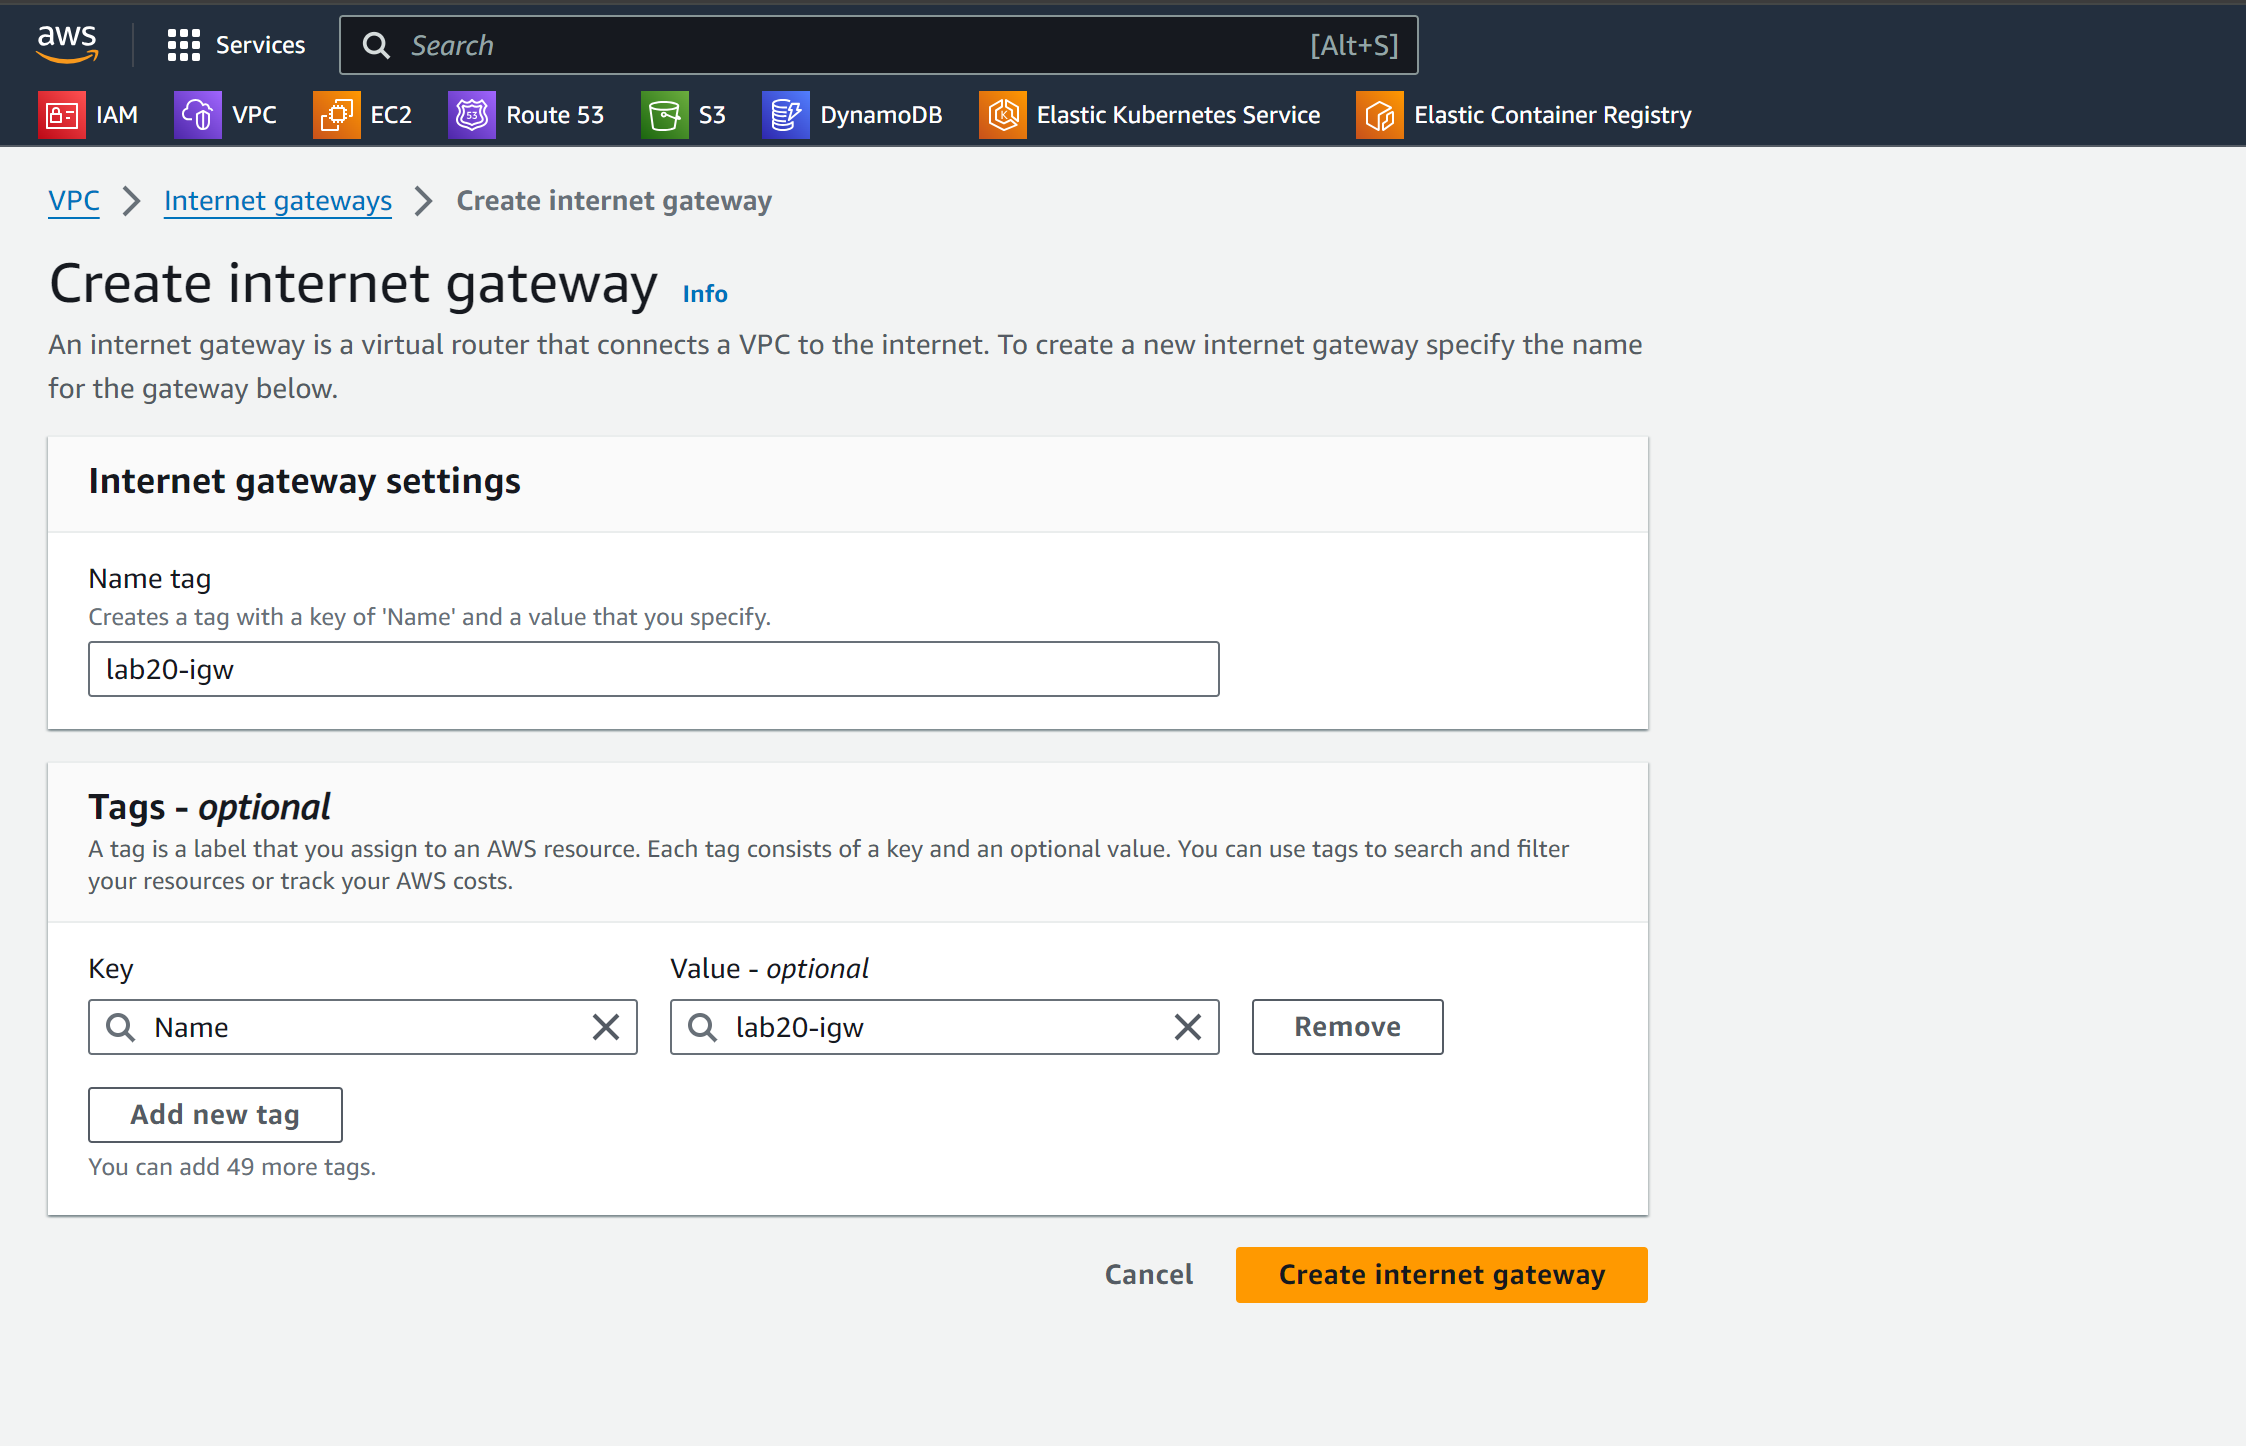 aws
Services
Search
[Alt+S]
IAM
VPC
EC2
53
Route 53
S3
DynamoDB
K
Elastic Kubernetes Service
Elastic Container Registry
VPC
Internet gateways
Create internet gateway
Create internet gateway
Info
An internet gateway is a virtual router that connects a VPC to the internet. To create a new internet gateway specify the name
for the gateway below.
Internet gateway settings
Name tag
Creates a tag with a key of 'Name' and a value that you specify.
lab20-igw
Tags - optional
A tag is a label that you assign to an AWS resource. Each tag consists of a key and an optional value. You can use tags to search and filter
your resources or track your AWS costs.
Key
Value - optional
Name
lab20-igw
Remove
Add new tag
You can add 49 more tags.
Cancel
Create internet gateway